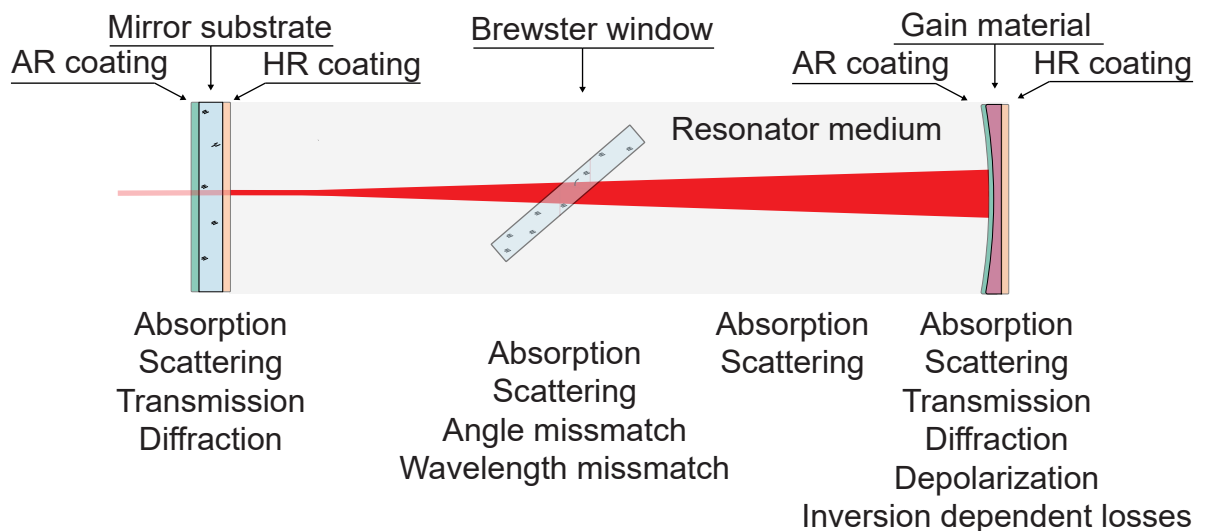 Mirror substrate
AR coating
HR coating
Brewster window
Gain material
AR coating
HR coating
Resonator medium
Absorption
Scattering
Transmission
Diffraction
Absorption
Scattering
Angle missmatch
Wavelength missmatch
Absorption
Scattering
Absorption
Scattering
Transmission
Diffraction
Depolarization
Inversion dependent losses